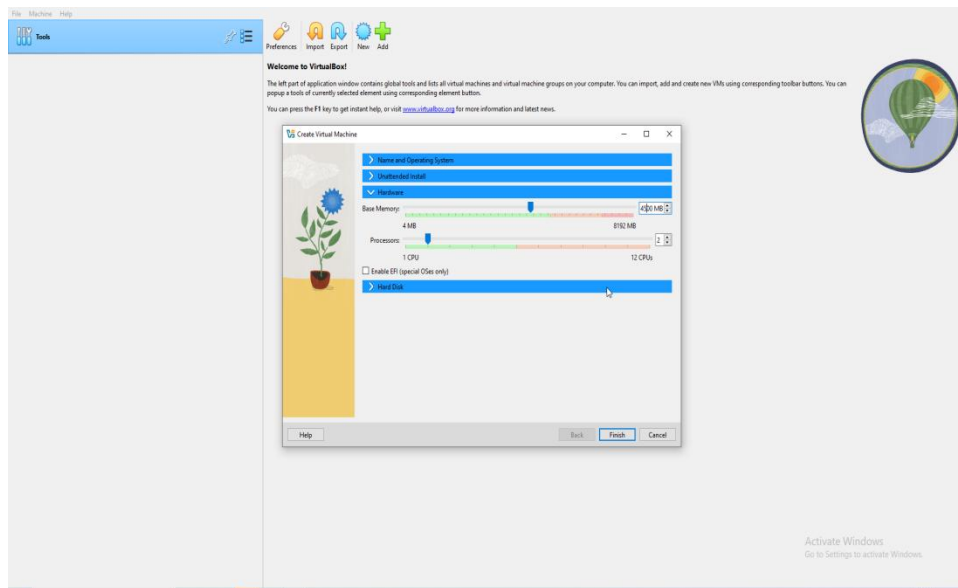 File Machine Help
Tools
Preferences Import Export New Add
Welcome to VirtualBox!
The left part of application window contains global tools and lists all virtual machines and virtual machine groups on your computer. You can import, add and create new VMs using corresponding toolbar buttons. You can
popup a tools of currently selected element using corresponding element button.
You can press the F1 key to get instant help, or visit www.virtualbox.org for more information and latest news.
Create Virtual Machine
Name and Operating System
Unattended Install
Hardware
Base Memory: 4500 MB
4 MB 8192 MB
Processors: 2
1 CPU 12 CPUs
Enable EFI (special OSes only)
Hard Disk
Help Back Finish Cancel
Activate Windows
Go to Settings to activate Windows.